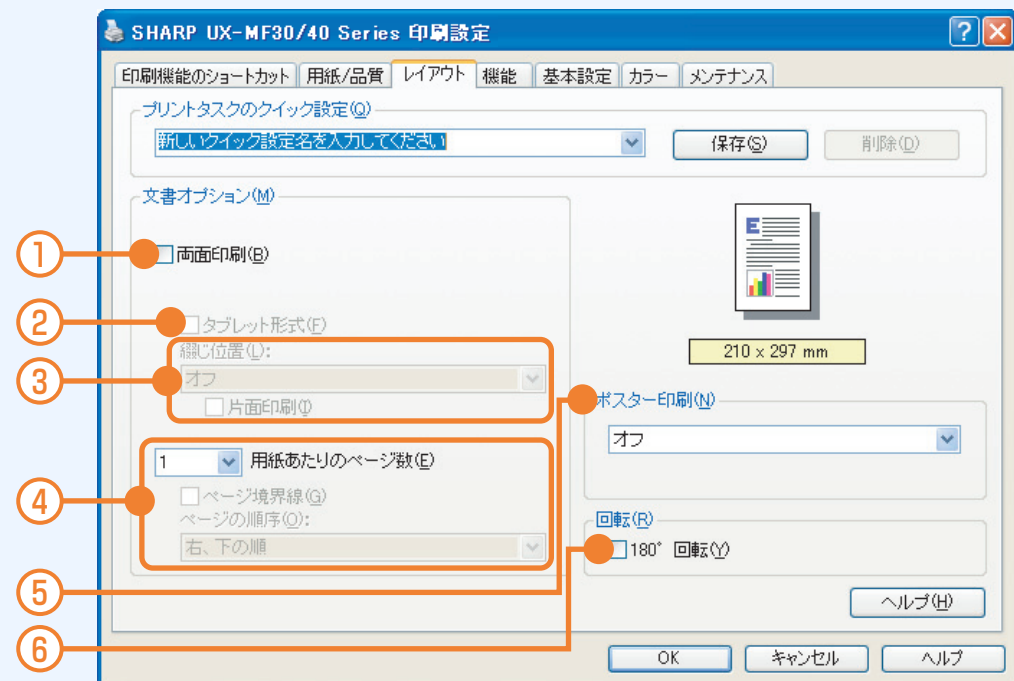 SHARP UX-MF30/40 Series 印刷設定
印刷機能のショートカット 用紙/品質 レイアウト 機能 基本設定 カラー メンテナンス
プリントタスクのクイック設定(Q)
新しいクイック設定名を入力してください 保存(S) 削除(D)
文書オプション(M)
E
① 両面印刷(B)
② タブレット形式(F)
綴じ位置(L):
210 x 297 mm
③ オフ
片面印刷(I)
ポスター印刷(N)
オフ
1 用紙あたりのページ数(E)
④ ページ境界線(G)
ページの順序(O):
右、下の順
回転(R)
180° 回転(Y)
⑤
ヘルプ(H)
⑥
OK キャンセル ヘルプ